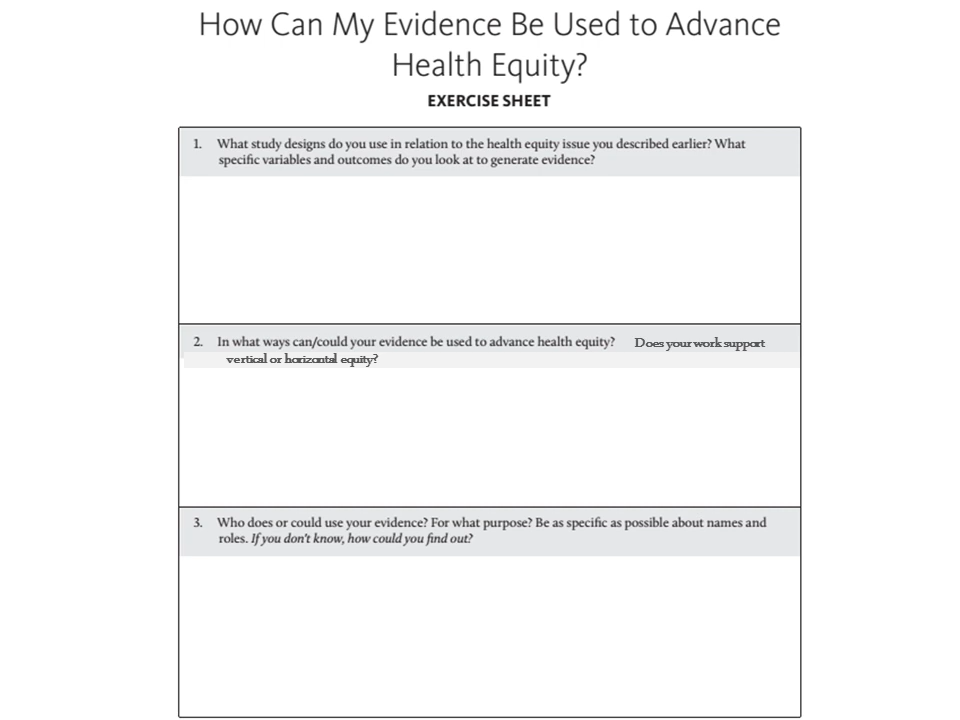 How Can My Evidence Be Used to Advance
Health Equity?
EXERCISE SHEET
1. What study designs do you use in relation to the health equity issue you described earlier? What
specific variables and outcomes do you look at to generate evidence?
2. In what ways can/could your evidence be used to advance health equity? Does your work support
vertical or horizontal equity?
3. Who does or could use your evidence? For what purpose? Be as specific as possible about names and
roles. If you don't know, how could you find out?